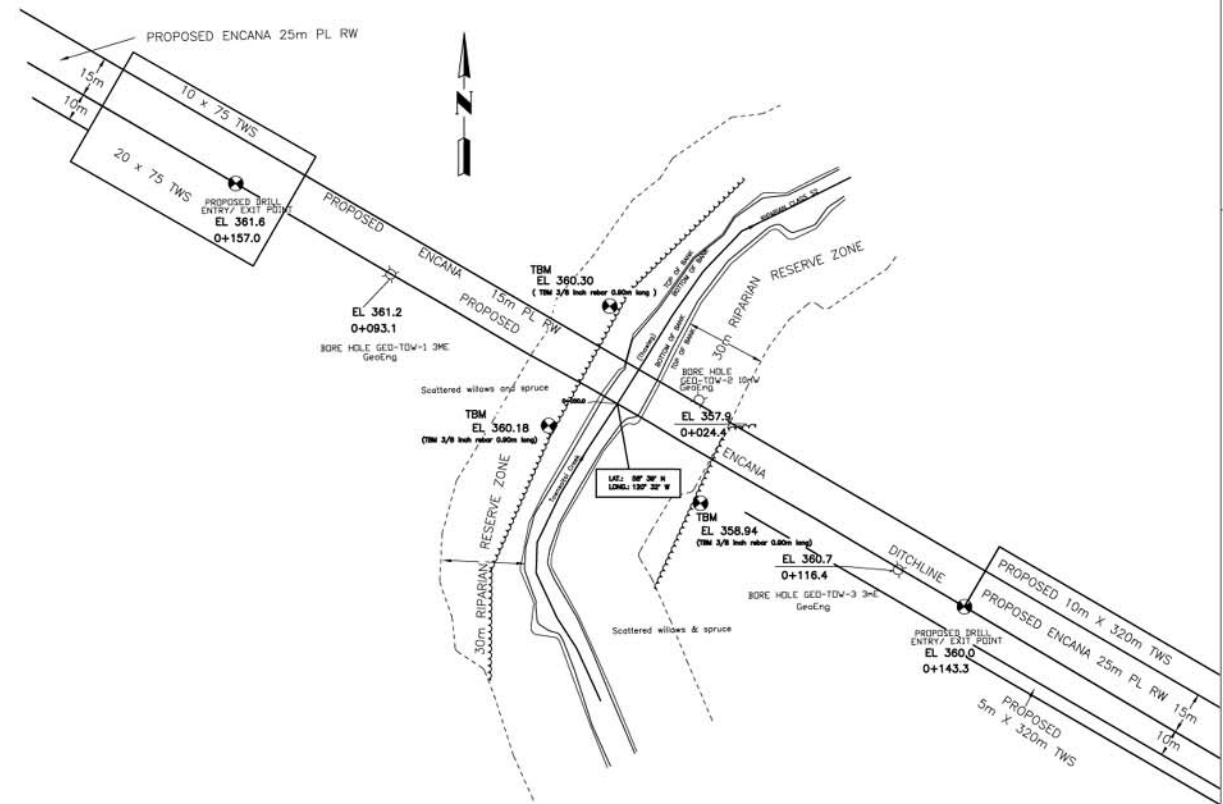 PROPOSED ENCANA 25m PL RW
15m
10m
10 x 75 TWS
20 x 75 TWS
PROPOSED DRILL
ENTRY/ EXIT POINT
EL 361.6
0+157.0
N
PROPOSED ENCANA 15m PL RW
PROPOSED ENCANA DITCHLINE
EL 361.2
0+093.1
BORE HOLE GEO-TOW-1 3ME
GeoEng
TBM
EL 360.30
( TBM 3/8 inch rebar 0.90m long )
Scattered willows and spruce
TBM
EL 360.18
(TBM 3/8 inch rebar 0.90m long)
30m RIPARIAN RESERVE ZONE
TOP OF BANK
BOTTOM OF BANK
RIPARIAN CLASS S2
(Thalweg)
BOTTOM OF BANK
TOP OF BANK
30m RIPARIAN RESERVE ZONE
BORE HOLE
GEO-TOW-2 10mW
GeoEng
EL 357.9
0+024.4
Creek
LAT.: N
LONG.: W
TBM
EL 358.94
(TBM 3/8 inch rebar 0.90m long)
EL 360.7
0+116.4
BORE HOLE GEO-TOW-3 3mE
GeoEng
Scattered willows & spruce
PROPOSED DRILL
ENTRY/ EXIT POINT
EL 360.0
0+143.3
PROPOSED 10m X 320m TWS
PROPOSED ENCANA 25m PL RW
15m
10m
PROPOSED
5m X 320m TWS